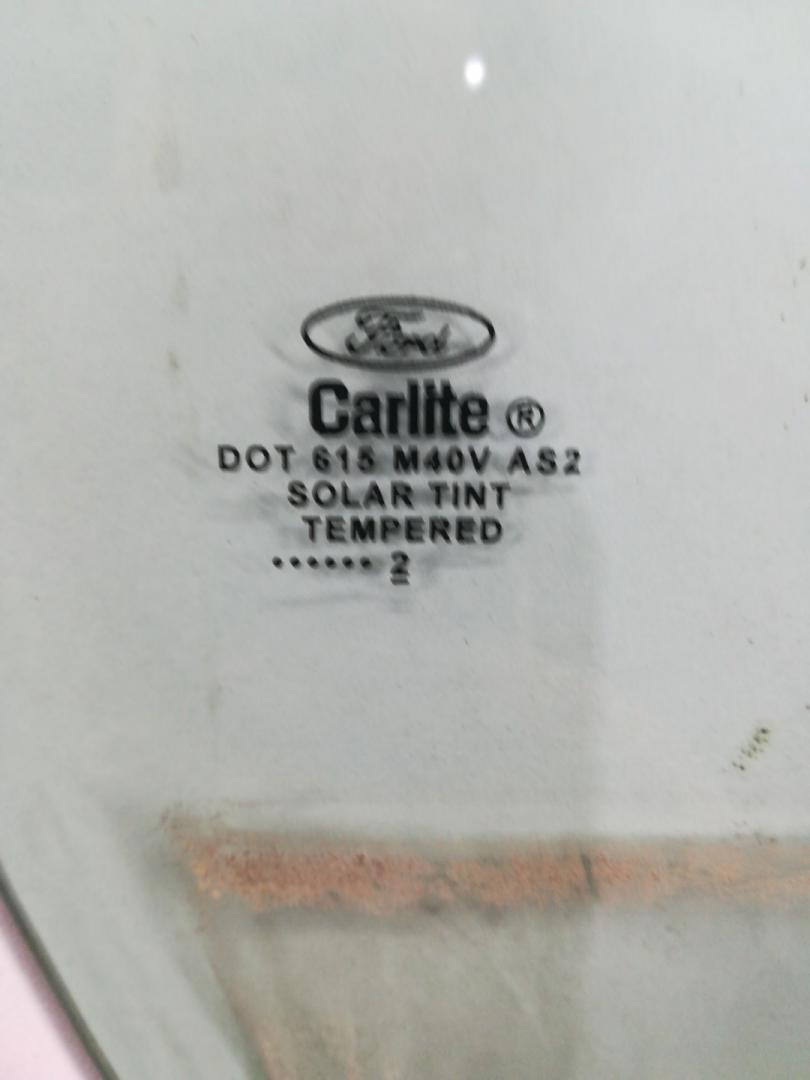 Ford
Carlite ®
DOT 615 M40V AS2
SOLAR TINT
TEMPERED
•••••• 2